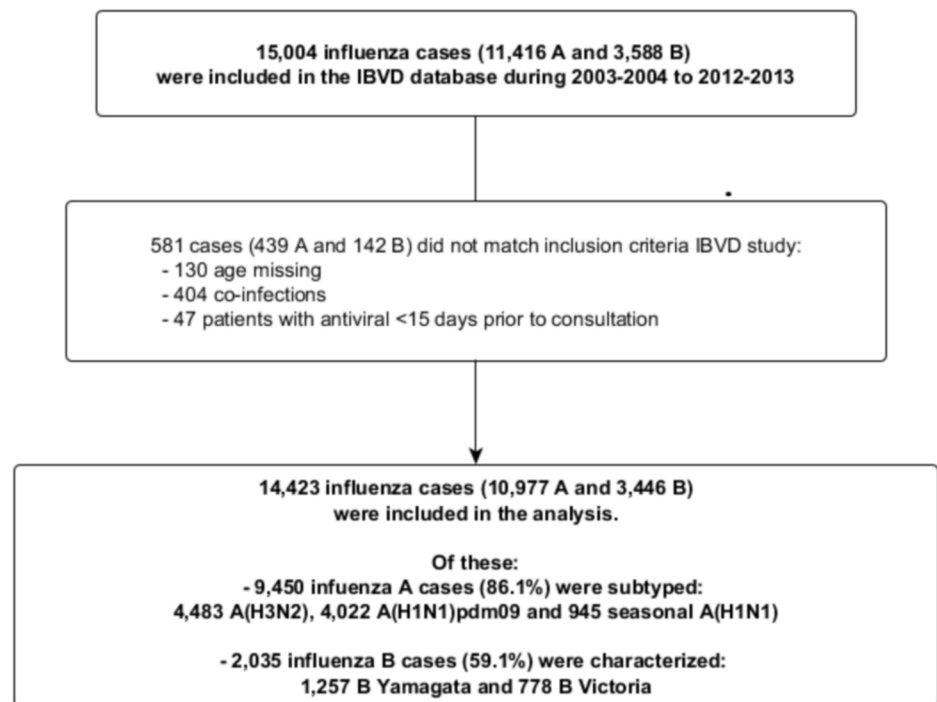 15,004 influenza cases (11,416 A and 3,588 B)
were included in the IBVD database during 2003-2004 to 2012-2013
581 cases (439 A and 142 B) did not match inclusion criteria IBVD study:
- 130 age missing
- 404 co-infections
- 47 patients with antiviral <15 days prior to consultation
14,423 influenza cases (10,977 A and 3,446 B)
were included in the analysis.
Of these:
- 9,450 infuenza A cases (86.1%) were subtyped:
4,483 A(H3N2), 4,022 A(H1N1)pdm09 and 945 seasonal A(H1N1)
- 2,035 influenza B cases (59.1%) were characterized:
1,257 B Yamagata and 778 B Victoria